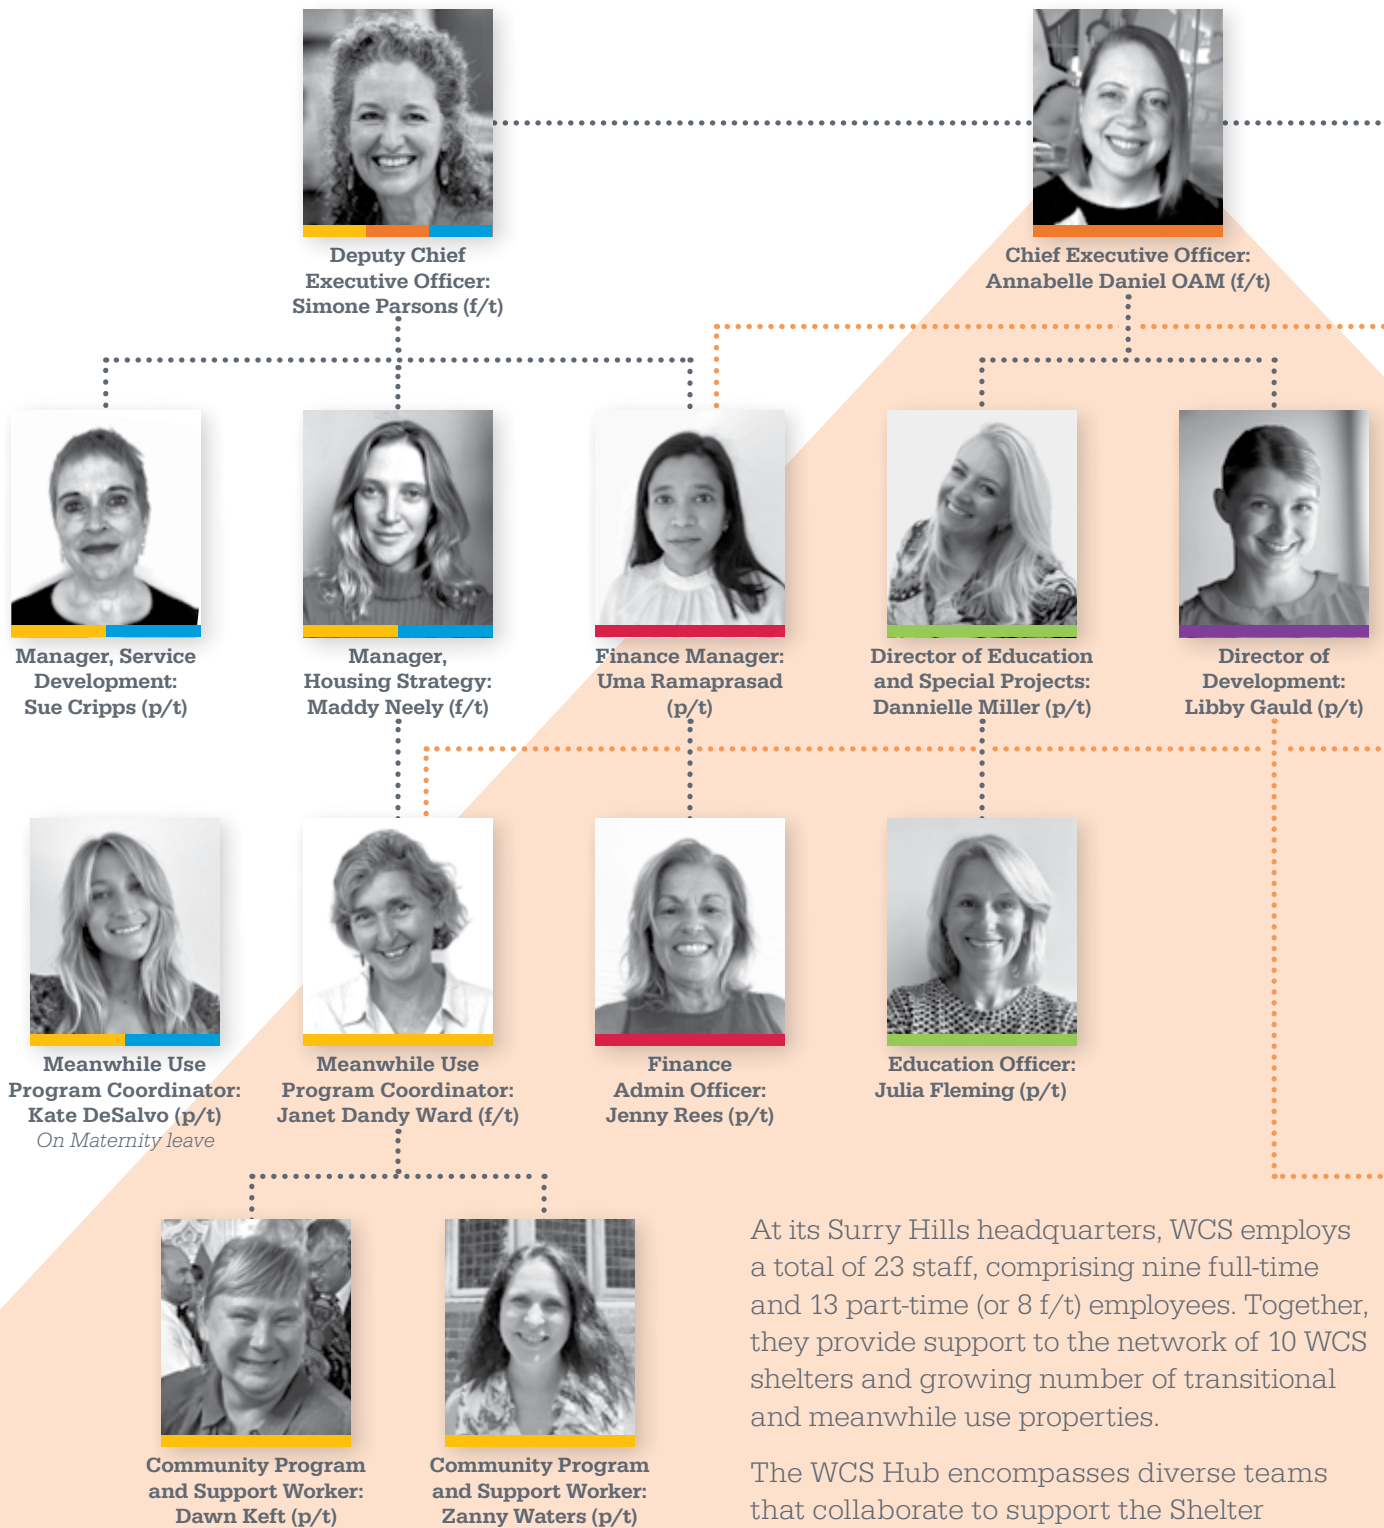 Deputy Chief
Executive Officer:
Simone Parsons (f/t)
Chief Executive Officer:
Annabelle Daniel OAM (f/t)
Manager, Service
Development:
Sue Cripps (p/t)
Manager,
Housing Strategy:
Maddy Neely (f/t)
Finance Manager:
Uma Ramaprasad
(p/t)
Director of Education
and Special Projects:
Dannielle Miller (p/t)
Director of
Development:
Libby Gauld (p/t)
Meanwhile Use
Program Coordinator:
Kate DeSalvo (p/t)
On Maternity leave
Meanwhile Use
Program Coordinator:
Janet Dandy Ward (f/t)
Finance
Admin Officer:
Jenny Rees (p/t)
Education Officer:
Julia Fleming (p/t)
Community Program
and Support Worker:
Dawn Keft (p/t)
Community Program
and Support Worker:
Zanny Waters (p/t)
At its Surry Hills headquarters, WCS employs
a total of 23 staff, comprising nine full-time
and 13 part-time (or 8 f/t) employees. Together,
they provide support to the network of 10 WCS
shelters and growing number of transitional
and meanwhile use properties.
The WCS Hub encompasses diverse teams
that collaborate to support the Shelter